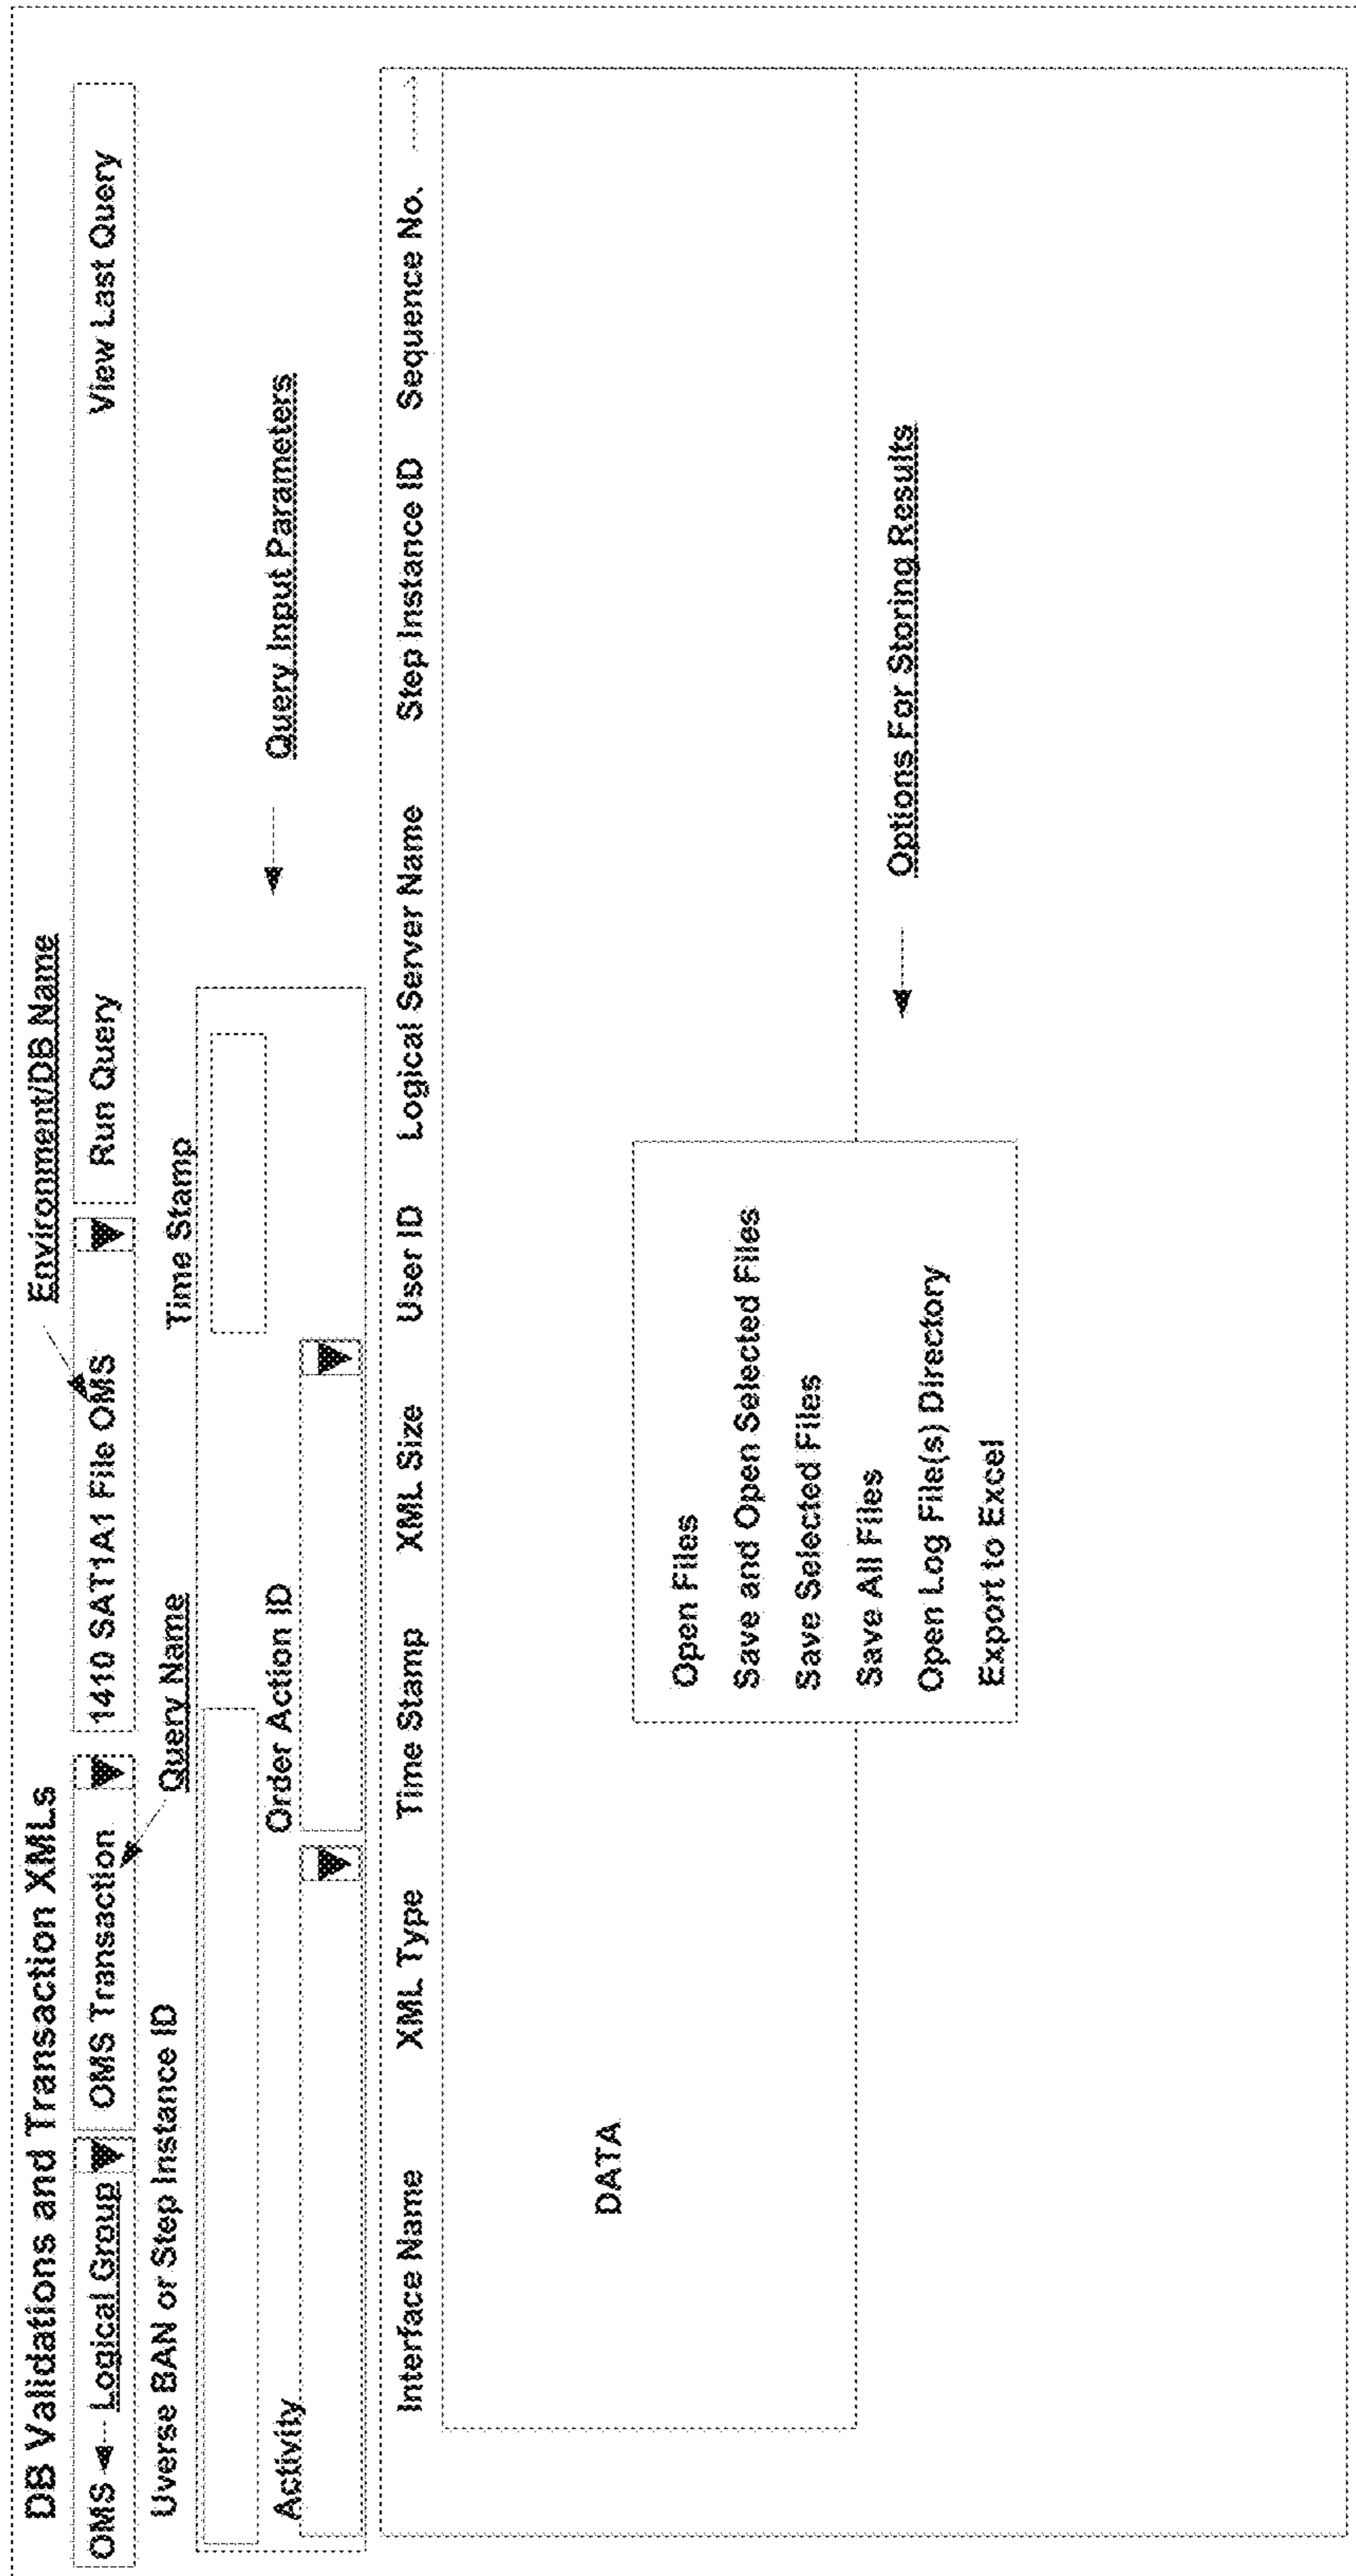 DB Validations and Transaction XMLs
Environment/DB Name
OMS Logical Group OMS Transaction 1410 SAT1A1 File OMS Run Query View Last Query
Uverse BAN or Step Instance ID Query Name Time Stamp
Activity Order Action ID Query Input Parameters
Interface Name XML Type Time Stamp XML Size User ID Logical Server Name Step Instance ID Sequence No.
DATA
Open Files
Save and Open Selected Files
Save Selected Files
Save All Files
Options For Storing Results
Open Log File(s) Directory
Export to Excel